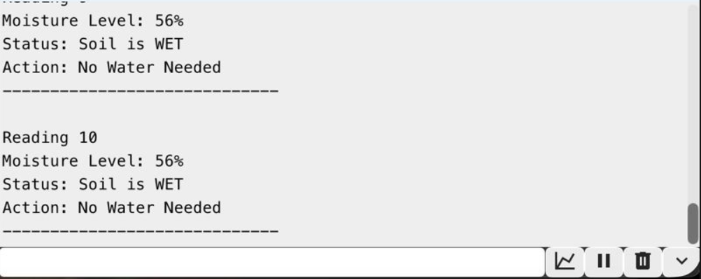 Moisture Level: 56%
Status: Soil is WET
Action: No Water Needed
-----------------------------
Reading 10
Moisture Level: 56%
Status: Soil is WET
Action: No Water Needed
-----------------------------